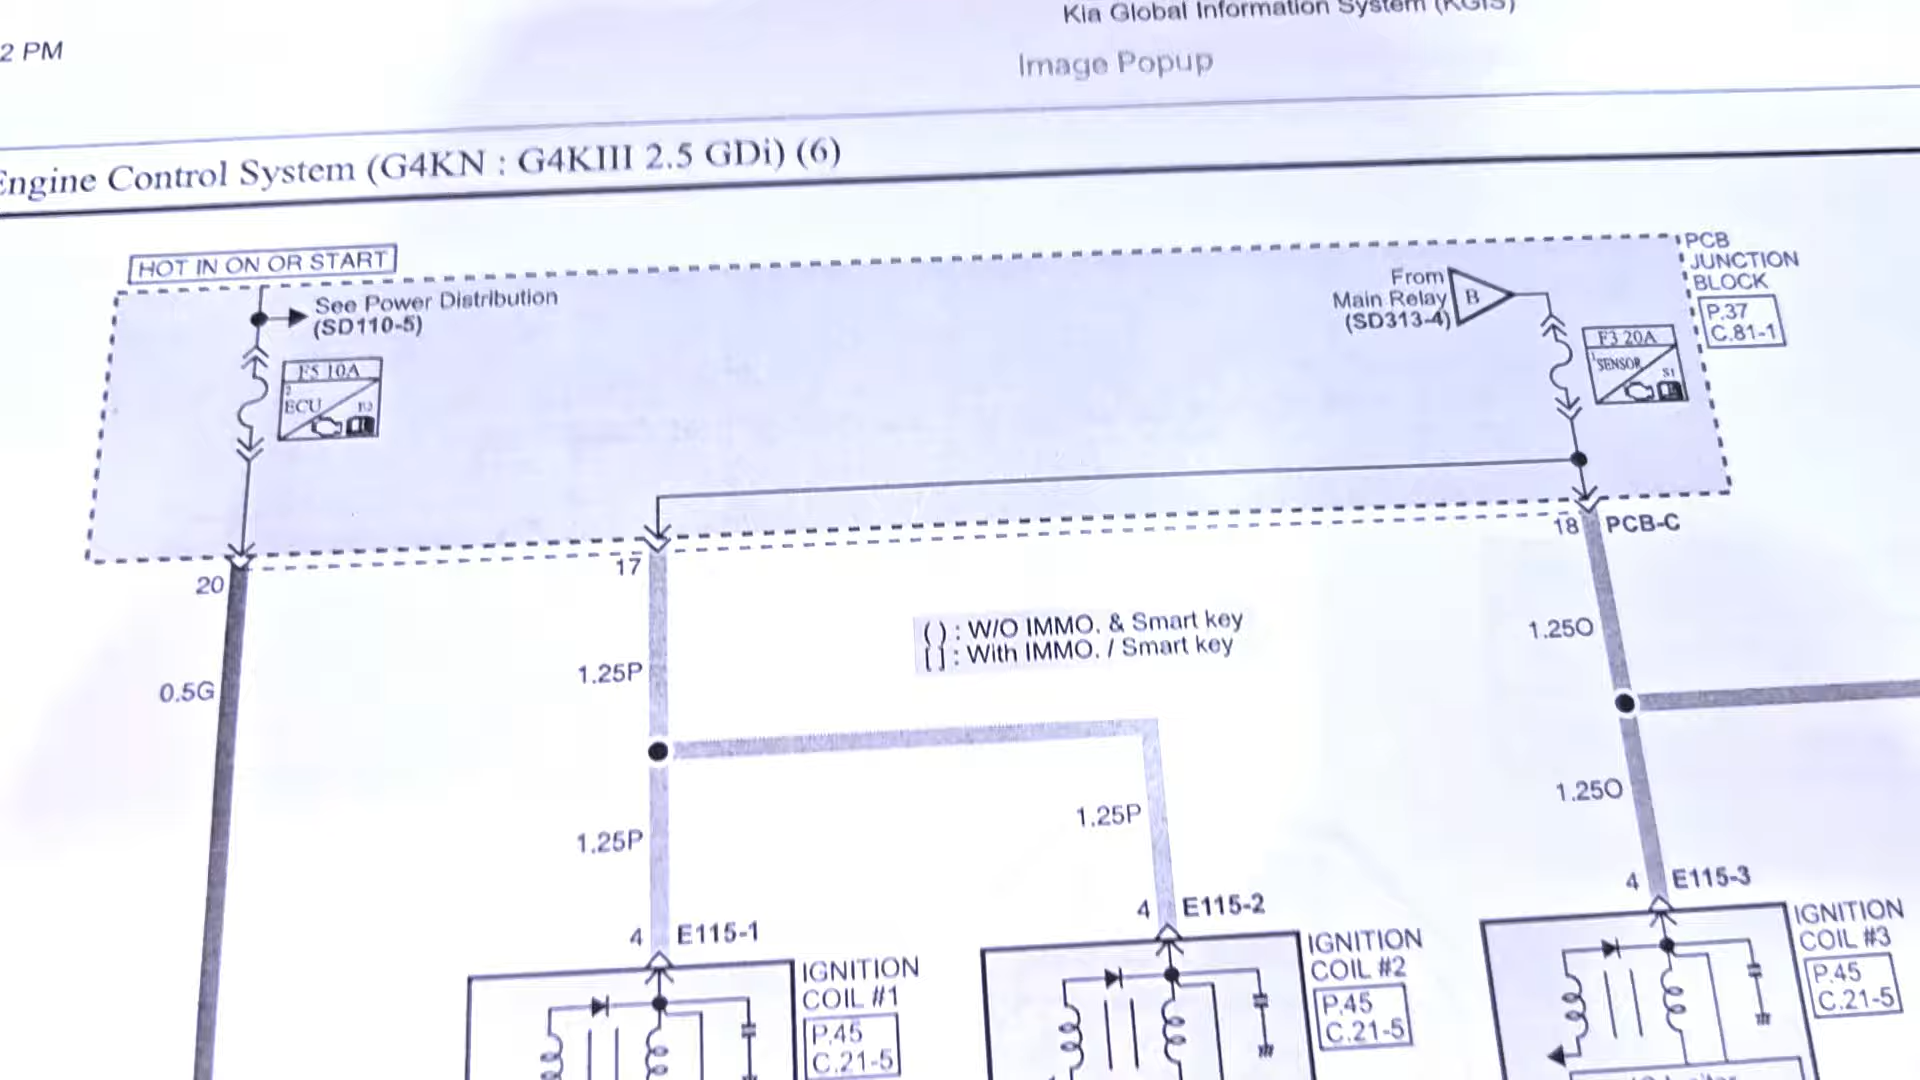 Kia Global Information System (KGIS)
2 PM
Image Popup
Engine Control System (G4KN : G4KIII 2.5 GDi) (6)
HOT IN ON OR START
See Power Distribution
(SD110-5)
F5 10A
2
ECU
E2
From
Main Relay
(SD313-4)
B
F3 20A
1
SENSOR
S1
PCB
JUNCTION
BLOCK
P.37
C.81-1
20
17
18
PCB-C
0.5G
1.25P
( ) : W/O IMMO. & Smart key
[ ] : With IMMO. / Smart key
1.25O
1.25P
1.25P
1.25O
4
E115-1
4
E115-2
4
E115-3
IGNITION
COIL #1
P.45
C.21-5
IGNITION
COIL #2
P.45
C.21-5
IGNITION
COIL #3
P.45
C.21-5